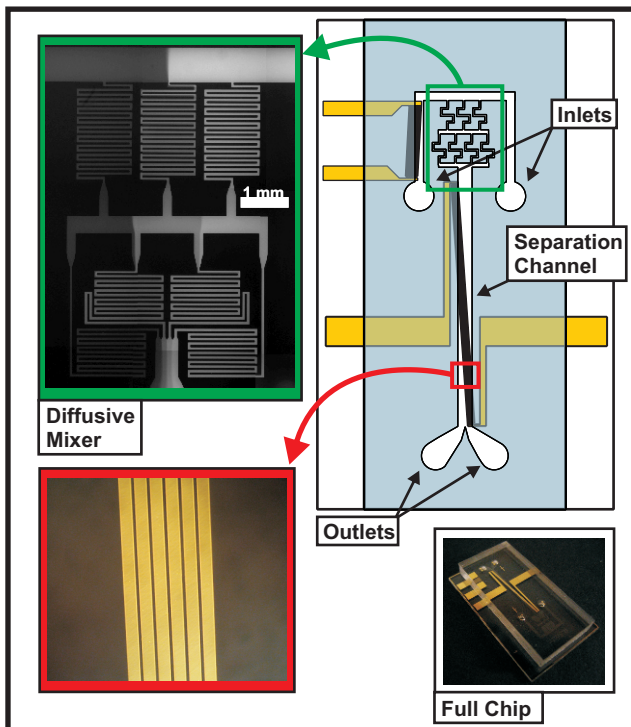 1 mm
Inlets
Separation
Channel
Diffusive
Mixer
Outlets
Full Chip